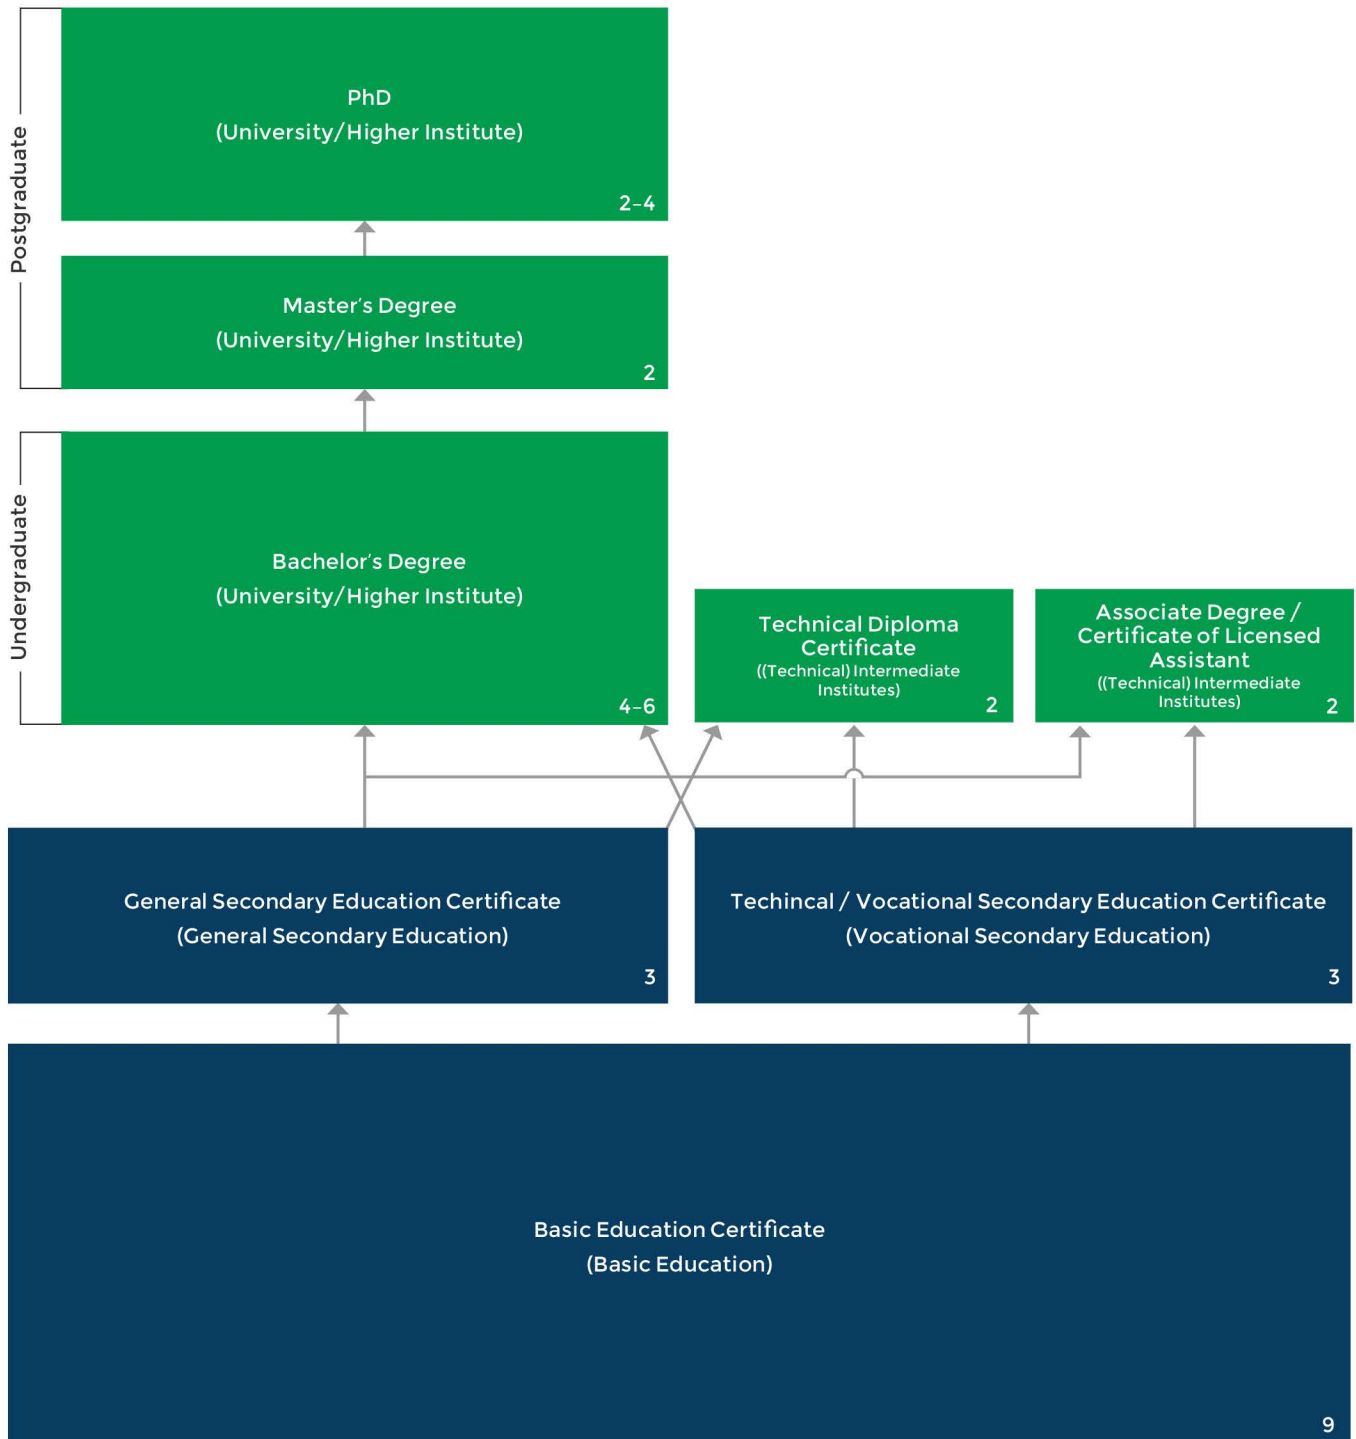 Postgraduate
PhD
(University/Higher Institute)
2-4
Master's Degree
(University/Higher Institute)
2
Undergraduate
Bachelor's Degree
(University/Higher Institute)
4-6
Technical Diploma
Certificate
((Technical) Intermediate
Institutes)
2
Associate Degree /
Certificate of Licensed
Assistant
((Technical) Intermediate
Institutes)
2
General Secondary Education Certificate
(General Secondary Education)
3
Techincal / Vocational Secondary Education Certificate
(Vocational Secondary Education)
3
Basic Education Certificate
(Basic Education)
9